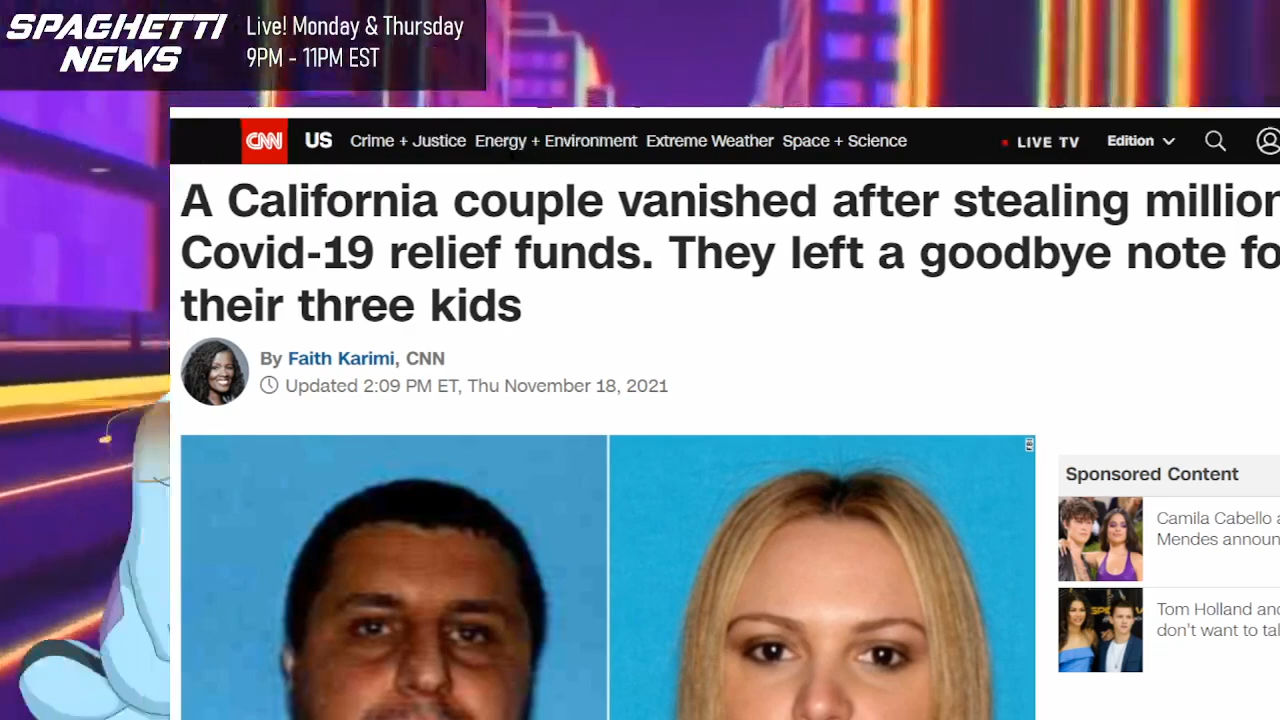 SPAGHETTI
NEWS
Live! Monday & Thursday
9PM - 11PM EST
CNN US Crime + Justice Energy + Environment Extreme Weather Space + Science LIVE TV Edition
A California couple vanished after stealing million
Covid-19 relief funds. They left a goodbye note fo
their three kids
By Faith Karimi, CNN
Updated 2:09 PM ET, Thu November 18, 2021
Sponsored Content
Camila Cabello a
Mendes announ
Tom Holland and
don't want to tal